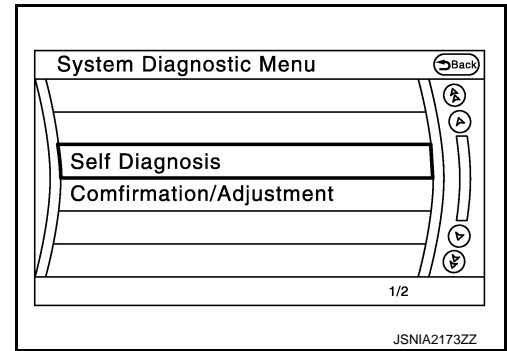 System Diagnostic Menu
Back
Self Diagnosis
Comfirmation/Adjustment
1/2
JSNIA2173ZZ